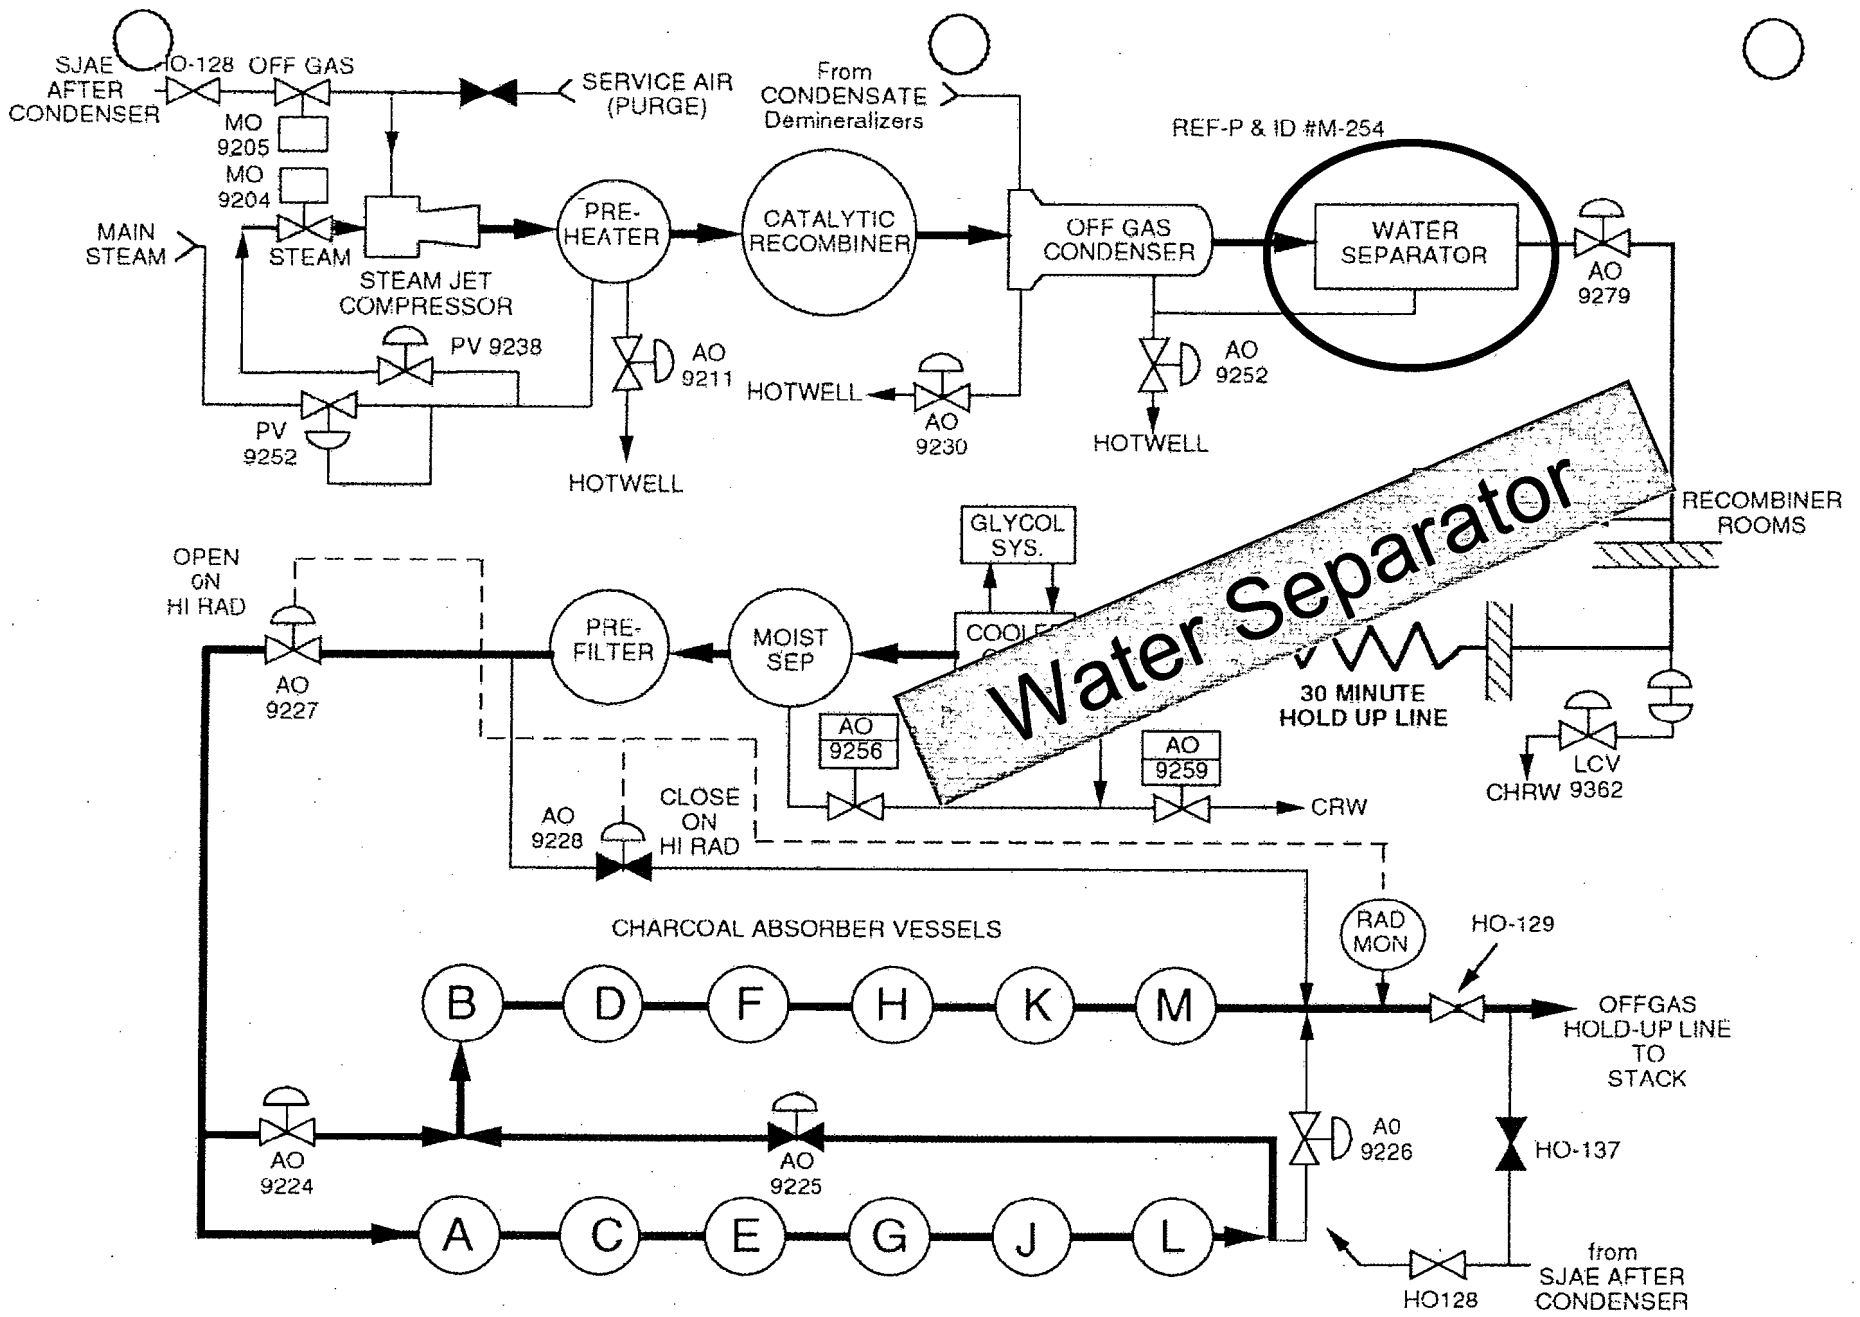 SJAE
AFTER
CONDENSER
HO-128
OFF GAS
MO
9205
SERVICE AIR
(PURGE)
From
CONDENSATE
Demineralizers
REF-P & ID #M-254
MO
9204
MAIN
STEAM
STEAM
STEAM JET
COMPRESSOR
PRE-
HEATER
CATALYTIC
RECOMBINER
OFF GAS
CONDENSER
WATER
SEPARATOR
AO
9279
PV 9238
PV
9252
AO
9211
HOTWELL
HOTWELL
AO
9230
AO
9252
HOTWELL
Water Separator
RECOMBINER
ROOMS
OPEN
ON
HI RAD
AO
9227
PRE-
FILTER
MOIST
SEP
GLYCOL
SYS.
30 MINUTE
HOLD UP LINE
AO
9256
AO
9259
CRW
LCV
9362
CHRW
AO
9228
CLOSE
ON
HI RAD
CHARCOAL ABSORBER VESSELS
RAD
MON
HO-129
B D F H K M
OFFGAS
HOLD-UP LINE
TO
STACK
AO
9224
AO
9225
A0
9226
HO-137
A C E G J L
HO128
from
SJAE AFTER
CONDENSER